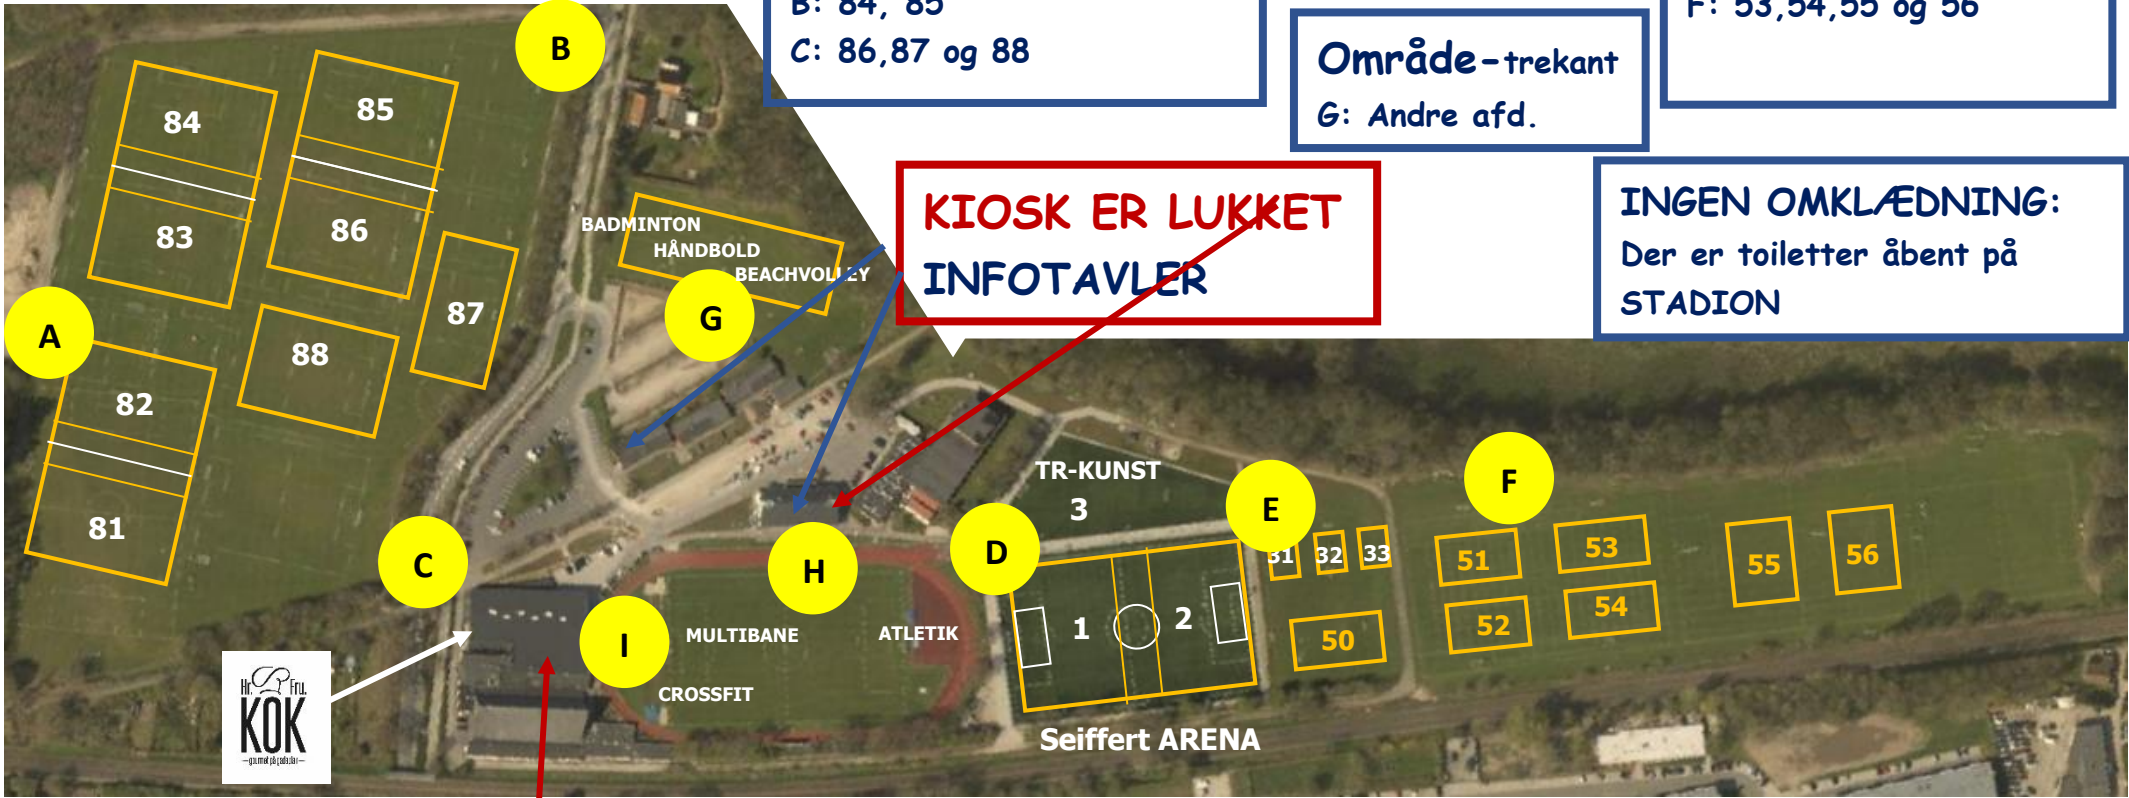 B: 84, 85
C: 86,87 og 88
Område-trekant
G: Andre afd.
F: 53,54,55 og 56
KIOSK ER LUKKET
INFOTAVLER
INGEN OMKLÆDNING:
Der er toiletter åbent på
STADION
B
84
85
83
86
87
88
A
82
81
BADMINTON
HÅNDBOLD
BEACHVOLLEY
G
C
H
D
I
MULTIBANE
ATLETIK
CROSSFIT
TR-KUNST
3
E
F
1
2
31
32
33
50
51
52
53
54
55
56
Seiffert ARENA
Hr. Fru.
KOK